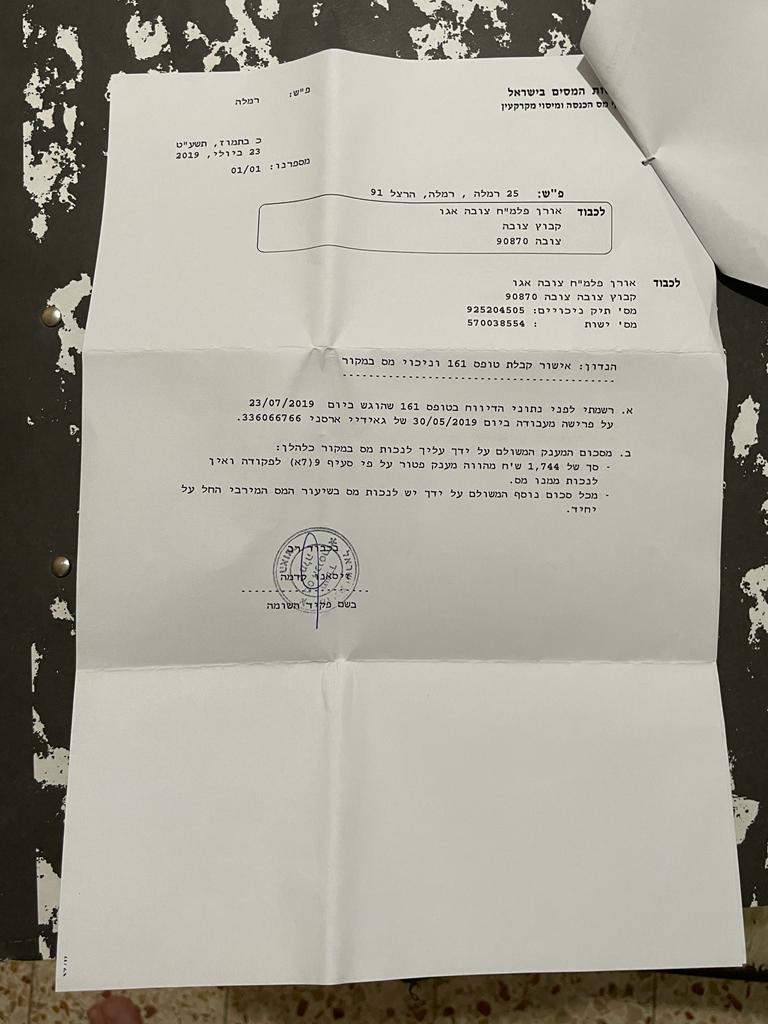 ות המסים בישראל
מס הכנסה ומיסוי מקרקעין
פ"ש: רמלה
כ בתמוז, תשע"ט
23 ביולי, 2019
מספרנו: 01/01
פ"ש: 25 רמלה , רמלה, הרצל 91
לכבוד אורן פלמ"ח צובה אגו
קבוץ צובה
צובה 90870
לכבוד אורן פלמ"ח צובה אגו
קבוץ צובה צובה 90870
מס' תיק ניכויים: 925204505
מס' ישות : 570038554
הנדון: אישור קבלת טופס 161 וניכוי מס במקור
א. רשמתי לפני נתוני הדיווח בטופס 161 שהוגש ביום 23/07/2019
על פרישה מעבודה ביום 30/05/2019 של גאידיי ארסני 336066766.
ב. מסכום המענק המשולם על ידך עליך לנכות מס במקור כלהלן:
- סך של 1,744 ש"ח מהווה מענק פטור על פי סעיף 9(7א) לפקודה ואין
לנכות ממנו מס.
- מכל סכום נוסף המשולם על ידך יש לנכות מס בשיעור המס המירבי החל על
יחיד.
בכבוד רב
קדמה
בשם פקיד השומה